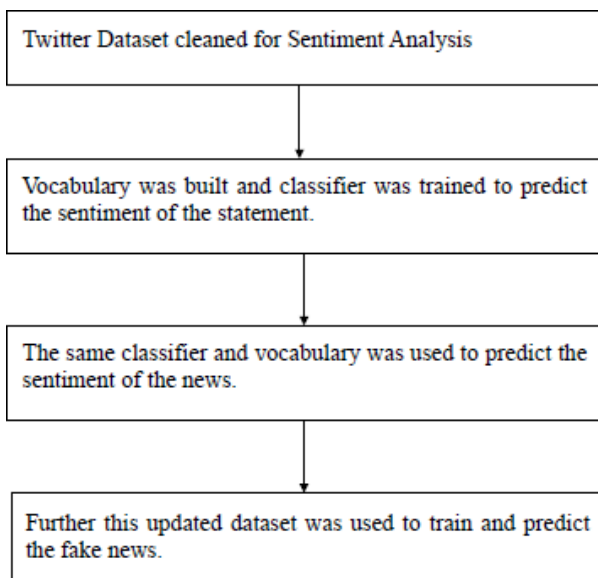 Twitter Dataset cleaned for Sentiment Analysis
Vocabulary was built and classifier was trained to predict
the sentiment of the statement.
The same classifier and vocabulary was used to predict the
sentiment of the news.
Further this updated dataset was used to train and predict
the fake news.